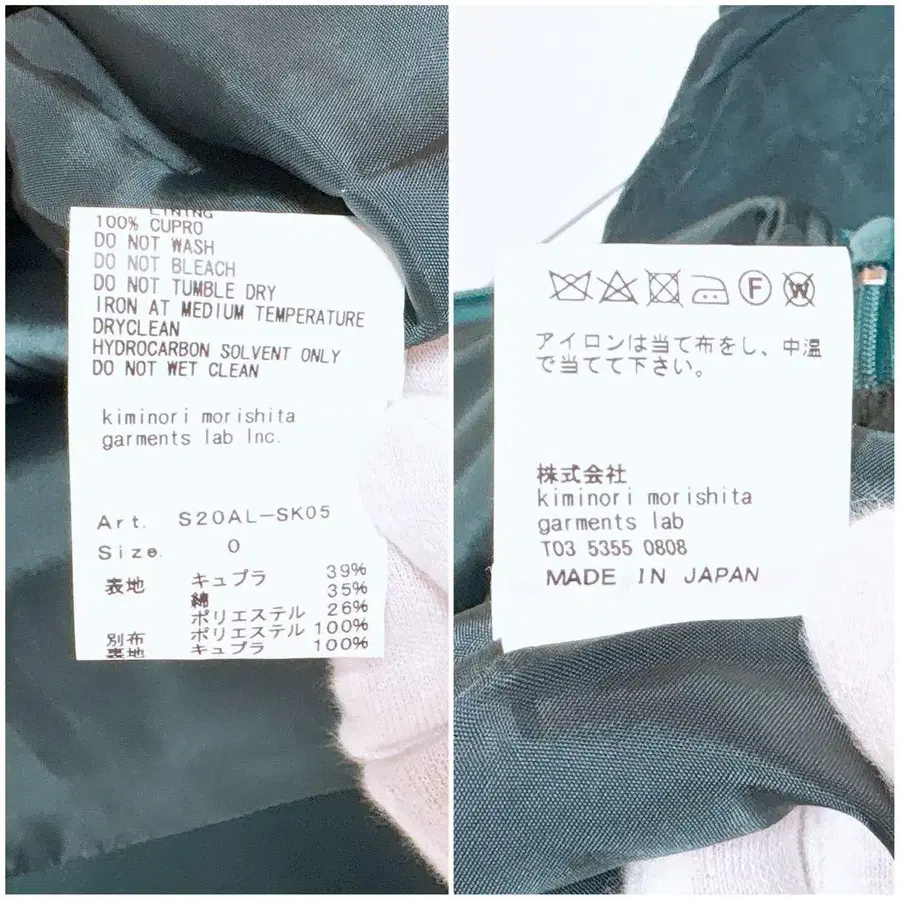 LINING
100% CUPRO
DO NOT WASH
DO NOT BLEACH
DO NOT TUMBLE DRY
IRON AT MEDIUM TEMPERATURE
DRYCLEAN
HYDROCARBON SOLVENT ONLY
DO NOT WET CLEAN
kiminori morishita
garments lab Inc.
Art. S20AL-SK05
Size. 0
表地 キュプラ 39%
綿 35%
ポリエステル 26%
別布 ポリエステル 100%
裏地 キュプラ 100%
F W
アイロンは当て布をし、中温
で当てて下さい。
株式会社
kiminori morishita
garments lab
T03 5355 0808
MADE IN JAPAN